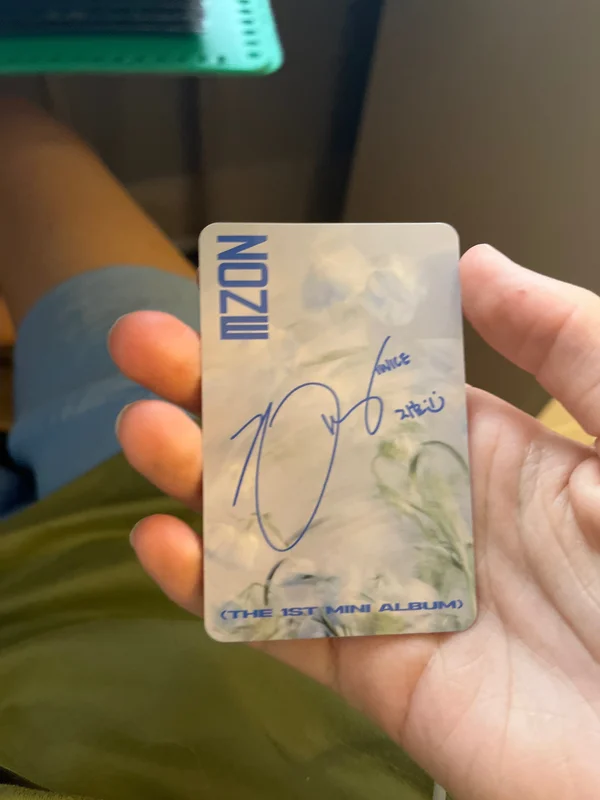 ZONE
TWICE
지효
<THE 1ST MINI ALBUM>